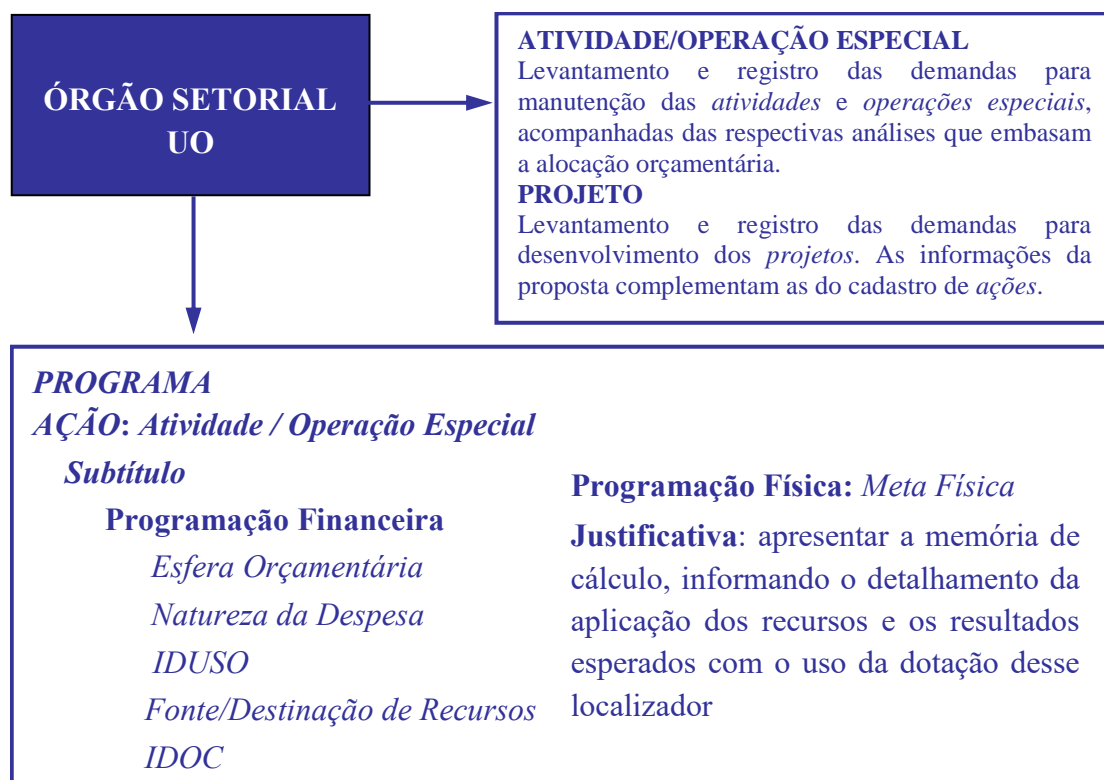 ÓRGÃO SETORIAL
UO
ATIVIDADE/OPERAÇÃO ESPECIAL
Levantamento e registro das demandas para
manutenção das atividades e operações especiais,
acompanhadas das respectivas análises que embasam
a alocação orçamentária.
PROJETO
Levantamento e registro das demandas para
desenvolvimento dos projetos. As informações da
proposta complementam as do cadastro de ações.
PROGRAMA
AÇÃO: Atividade / Operação Especial
Subtítulo
Programação Financeira
Esfera Orçamentária
Natureza da Despesa
IDUSO
Fonte/Destinação de Recursos
IDOC
Programação Física: Meta Física
Justificativa: apresentar a memória de
cálculo, informando o detalhamento da
aplicação dos recursos e os resultados
esperados com o uso da dotação desse
localizador